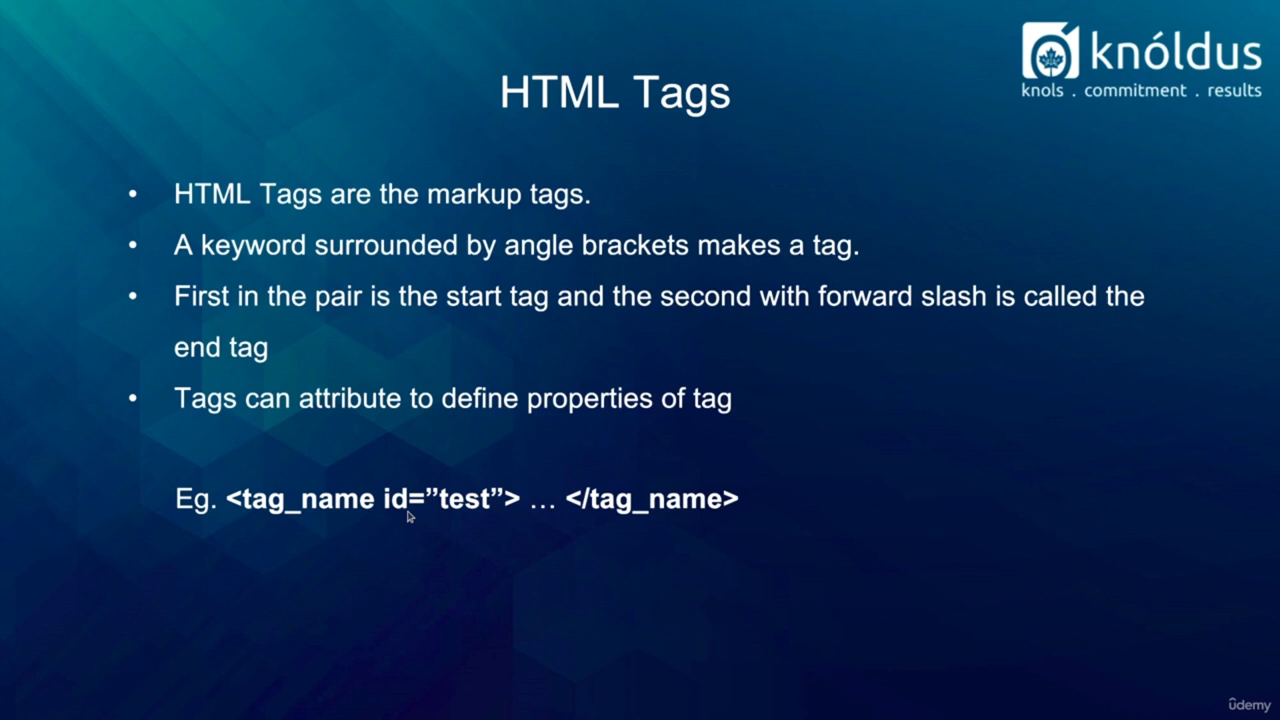 knóldus
knols . commitment . results
HTML Tags
• HTML Tags are the markup tags.
• A keyword surrounded by angle brackets makes a tag.
• First in the pair is the start tag and the second with forward slash is called the
end tag
• Tags can attribute to define properties of tag
Eg. <tag_name id=”test”> … </tag_name>
ûdemy